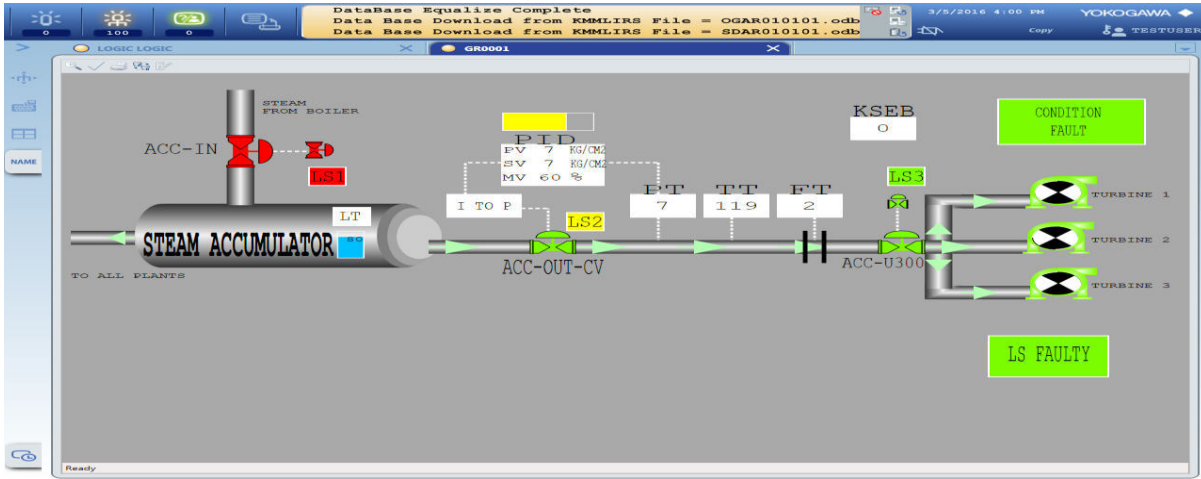 DataBase Equalize Complete
Data Base Download from KMMLIRS File = OGAR010101.odb
Data Base Download from KMMLIRS File = SDAR010101.odb
3/5/2016 4:00 PM
YOKOGAWA
0
100
0
Copy
TESTUSER
LOGIC LOGIC
GR0001
NAME
STEAM
FROM BOILER
ACC-IN
LS1
PID
PV 7 KG/CM2
SV 7 KG/CM2
MV 60 %
KSEB
0
CONDITION
FAULT
LT
80
STEAM ACCUMULATOR
I TO P
LS2
PT
7
TT
119
FT
2
LS3
TURBINE 1
TURBINE 2
TURBINE 3
ACC-OUT-CV
ACC-U300
TO ALL PLANTS
LS FAULTY
Ready